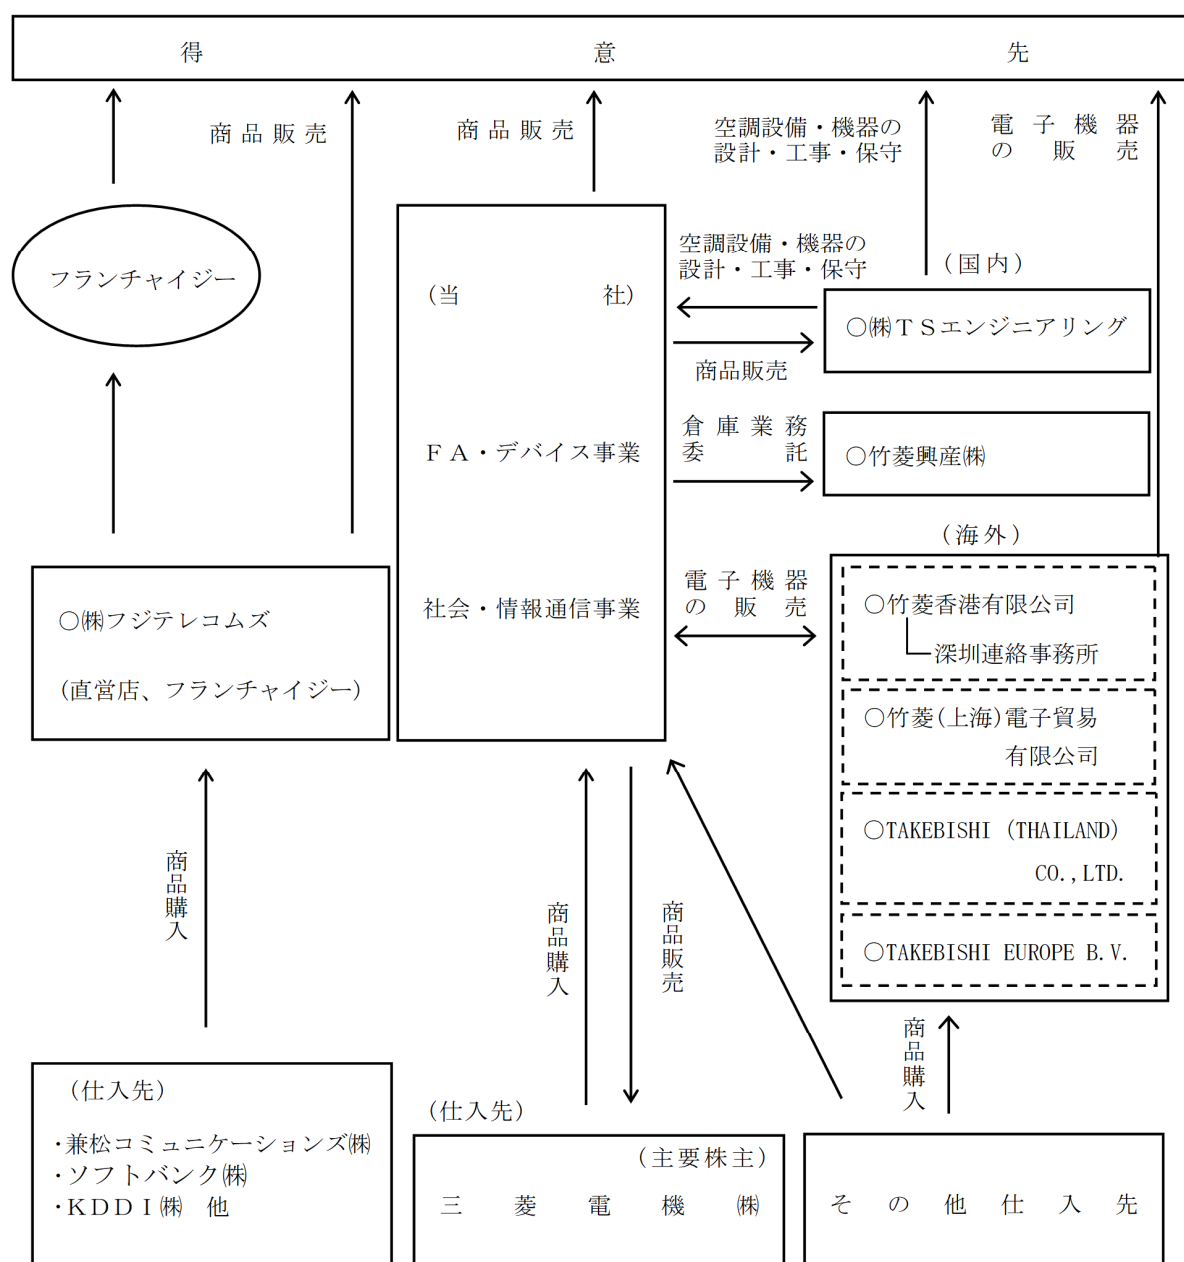 得意先
商品販売
商品販売
空調設備・機器の
設計・工事・保守
電子機器
の販売
フランチャイジー
(当社)
FA・デバイス事業
社会・情報通信事業
空調設備・機器の
設計・工事・保守
商品販売
(国内)
○㈱TSエンジニアリング
倉庫業務
委託
○竹菱興産㈱
(海外)
電子機器
の販売
○竹菱香港有限公司
深圳連絡事務所
○竹菱(上海)電子貿易
有限公司
○TAKEBISHI (THAILAND)
CO.,LTD.
○TAKEBISHI EUROPE B.V.
○㈱フジテレコムズ
(直営店、フランチャイジー)
商品購入
商品購入
商品販売
商品購入
(仕入先)
・兼松コミュニケーションズ㈱
・ソフトバンク㈱
・KDDI㈱ 他
(仕入先)
(主要株主)
三菱電機㈱
その他仕入先